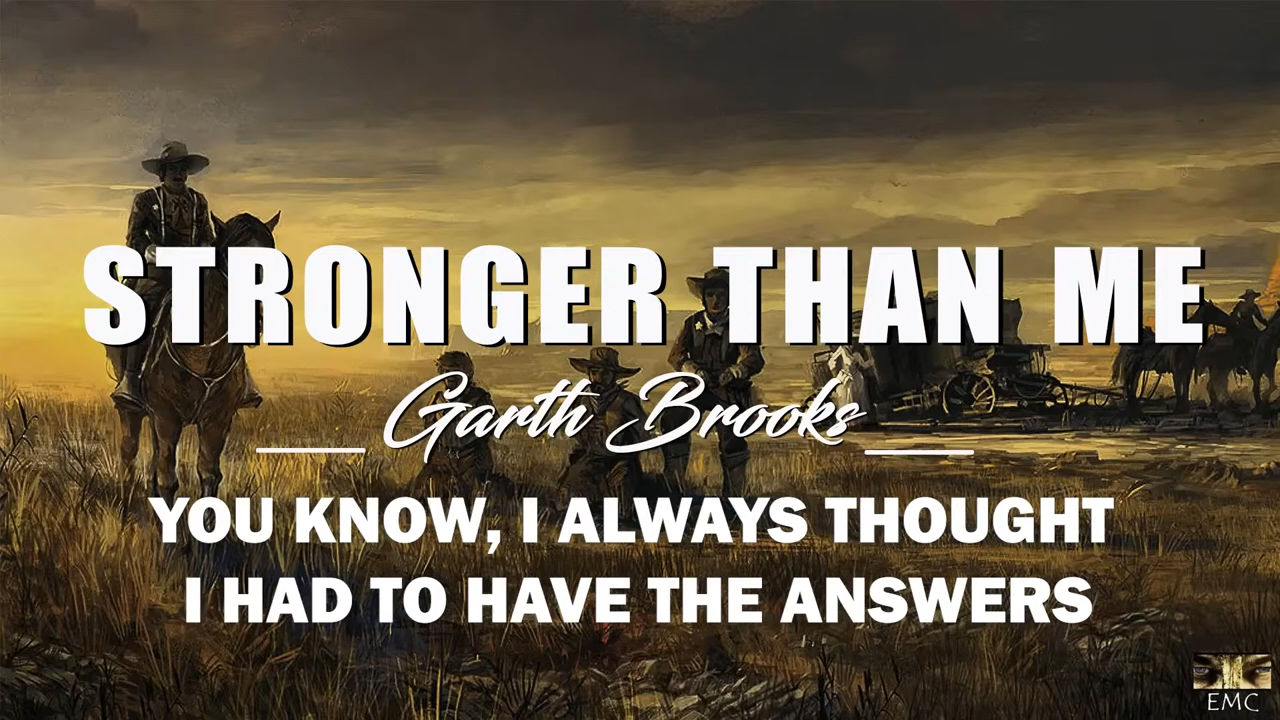 STRONGER THAN ME
Garth Brooks
YOU KNOW, I ALWAYS THOUGHT
I HAD TO HAVE THE ANSWERS
EMC